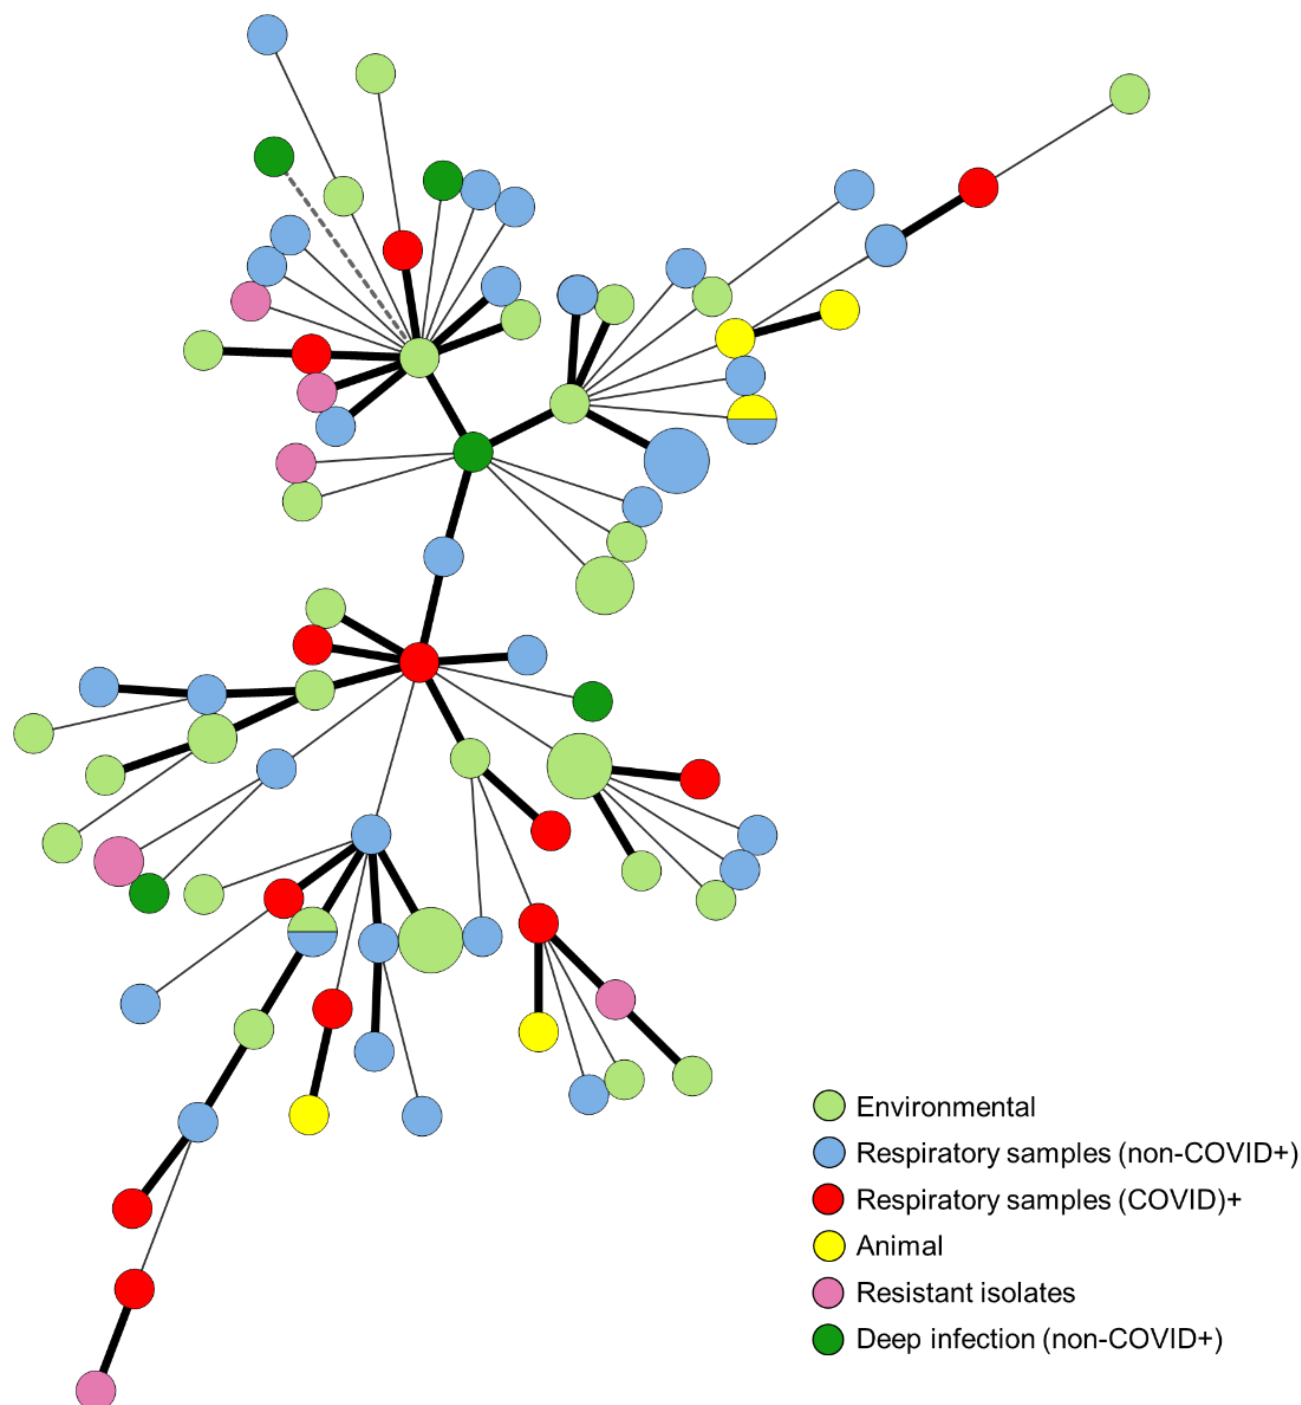 Environmental
Respiratory samples (non-COVID+)
Respiratory samples (COVID)+
Animal
Resistant isolates
Deep infection (non-COVID+)